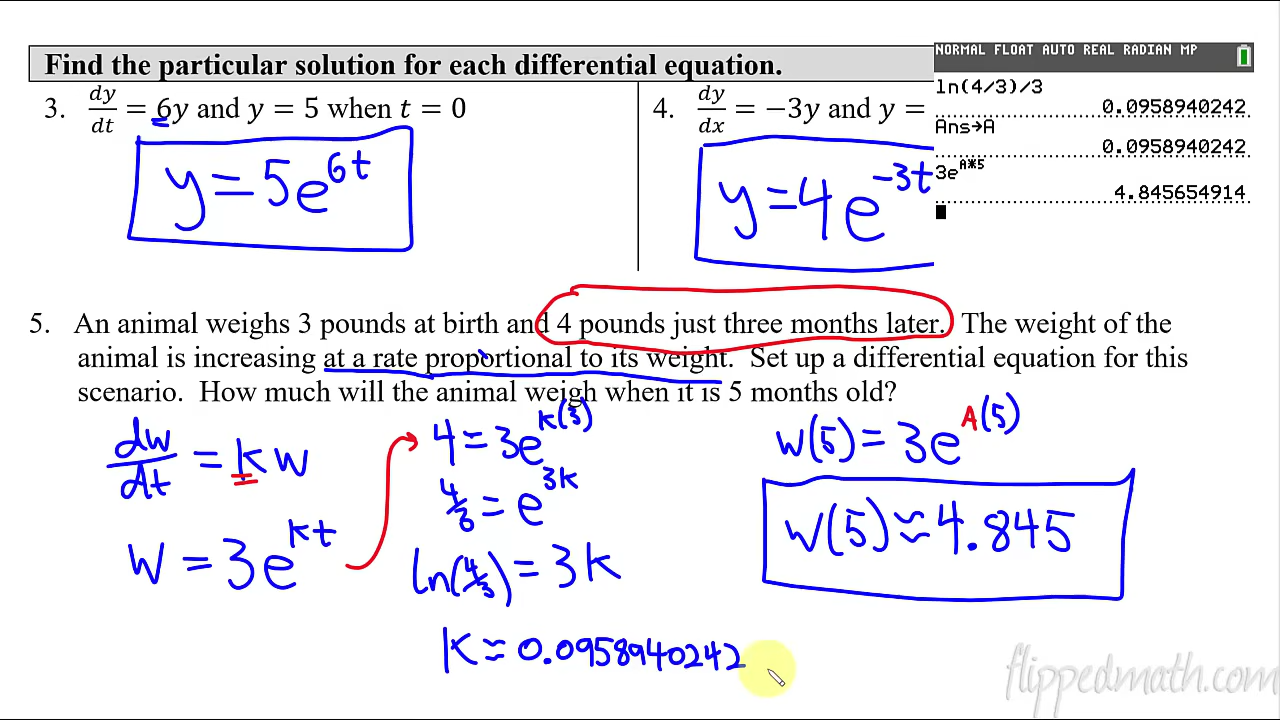 Find the particular solution for each differential equation.
3. dy/dt = 6y and y = 5 when t = 0
y = 5e^{6t}
4. dy/dx = −3y and y =
y = 4e^{-3t}
NORMAL FLOAT AUTO REAL RADIAN MP
ln(4/3)/3
0.0958940242
Ans→A
0.0958940242
3e^{A*5}
4.845654914
5. An animal weighs 3 pounds at birth and 4 pounds just three months later. The weight of the
animal is increasing at a rate proportional to its weight. Set up a differential equation for this
scenario. How much will the animal weigh when it is 5 months old?
dw/dt = kw
w = 3e^{kt}
4 = 3e^{k(3)}
4/3 = e^{3k}
ln(4/3) = 3k
k ≈ 0.0958940242
w(5) = 3e^{A(5)}
w(5) ≈ 4.845
flippedmath.com